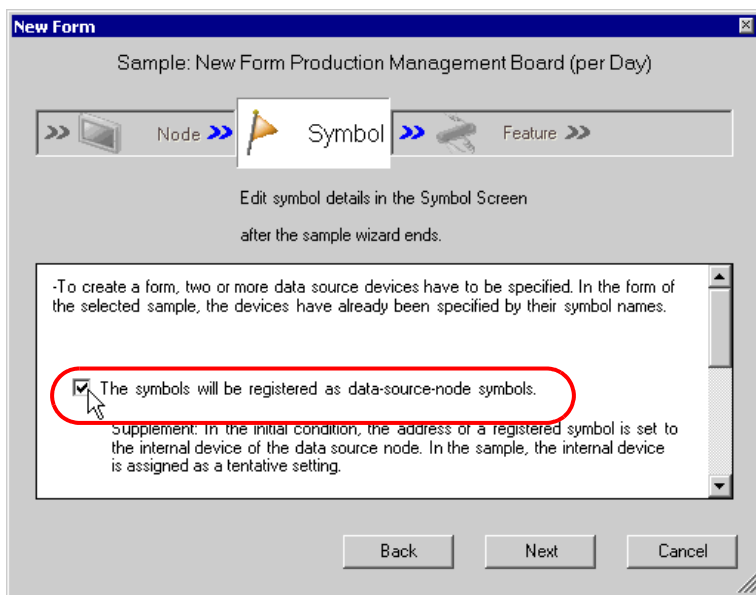 New Form
Sample: New Form Production Management Board (per Day)
>> Node >> Symbol >> Feature >>
Edit symbol details in the Symbol Screen
after the sample wizard ends.
-To create a form, two or more data source devices have to be specified. In the form of
the selected sample, the devices have already been specified by their symbol names.
The symbols will be registered as data-source-node symbols.
Supplement: In the initial condition, the address of a registered symbol is set to
the internal device of the data source node. In the sample, the internal device
is assigned as a tentative setting.
Back Next Cancel